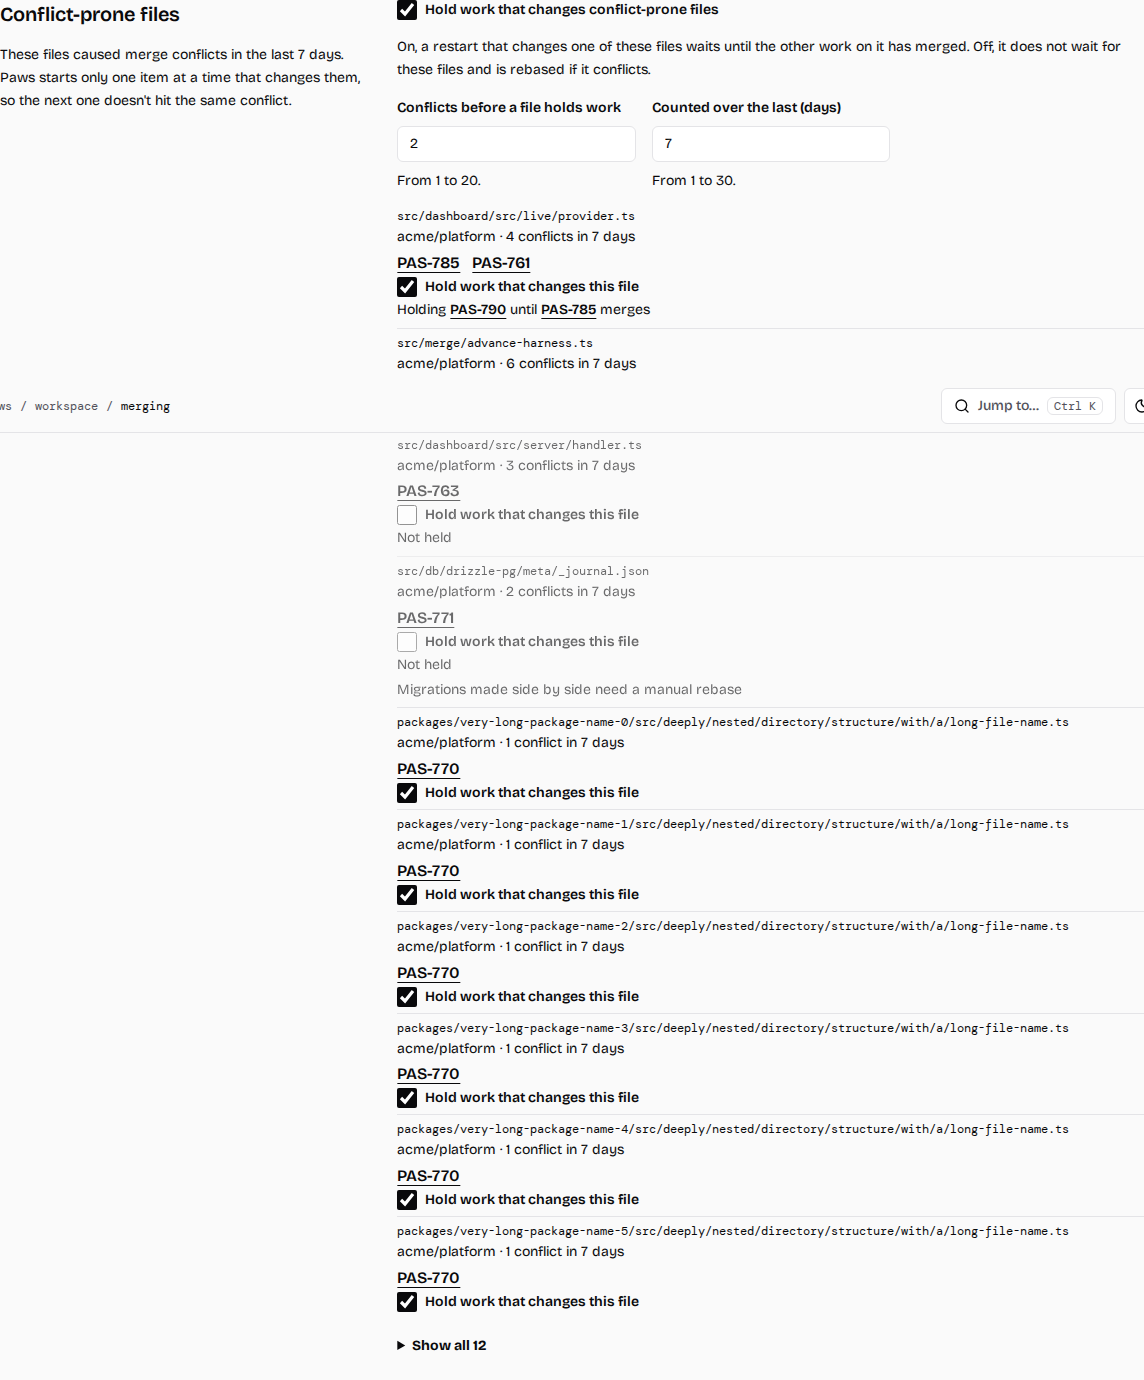 Conflict-prone files
These files caused merge conflicts in the last 7 days.
Paws starts only one item at a time that changes them,
so the next one doesn't hit the same conflict.
Hold work that changes conflict-prone files
On, a restart that changes one of these files waits until the other work on it has merged. Off, it does not wait for
these files and is rebased if it conflicts.
Conflicts before a file holds work
Counted over the last (days)
2
7
From 1 to 20.
From 1 to 30.
src/dashboard/src/live/provider.ts
acme/platform · 4 conflicts in 7 days
PAS-785 PAS-761
Hold work that changes this file
Holding PAS-790 until PAS-785 merges
src/merge/advance-harness.ts
acme/platform · 6 conflicts in 7 days
ws / workspace / merging
Jump to... Ctrl K
src/dashboard/src/server/handler.ts
acme/platform · 3 conflicts in 7 days
PAS-763
Hold work that changes this file
Not held
src/db/drizzle-pg/meta/_journal.json
acme/platform · 2 conflicts in 7 days
PAS-771
Hold work that changes this file
Not held
Migrations made side by side need a manual rebase
packages/very-long-package-name-0/src/deeply/nested/directory/structure/with/a/long-file-name.ts
acme/platform · 1 conflict in 7 days
PAS-770
Hold work that changes this file
packages/very-long-package-name-1/src/deeply/nested/directory/structure/with/a/long-file-name.ts
acme/platform · 1 conflict in 7 days
PAS-770
Hold work that changes this file
packages/very-long-package-name-2/src/deeply/nested/directory/structure/with/a/long-file-name.ts
acme/platform · 1 conflict in 7 days
PAS-770
Hold work that changes this file
packages/very-long-package-name-3/src/deeply/nested/directory/structure/with/a/long-file-name.ts
acme/platform · 1 conflict in 7 days
PAS-770
Hold work that changes this file
packages/very-long-package-name-4/src/deeply/nested/directory/structure/with/a/long-file-name.ts
acme/platform · 1 conflict in 7 days
PAS-770
Hold work that changes this file
packages/very-long-package-name-5/src/deeply/nested/directory/structure/with/a/long-file-name.ts
acme/platform · 1 conflict in 7 days
PAS-770
Hold work that changes this file
Show all 12